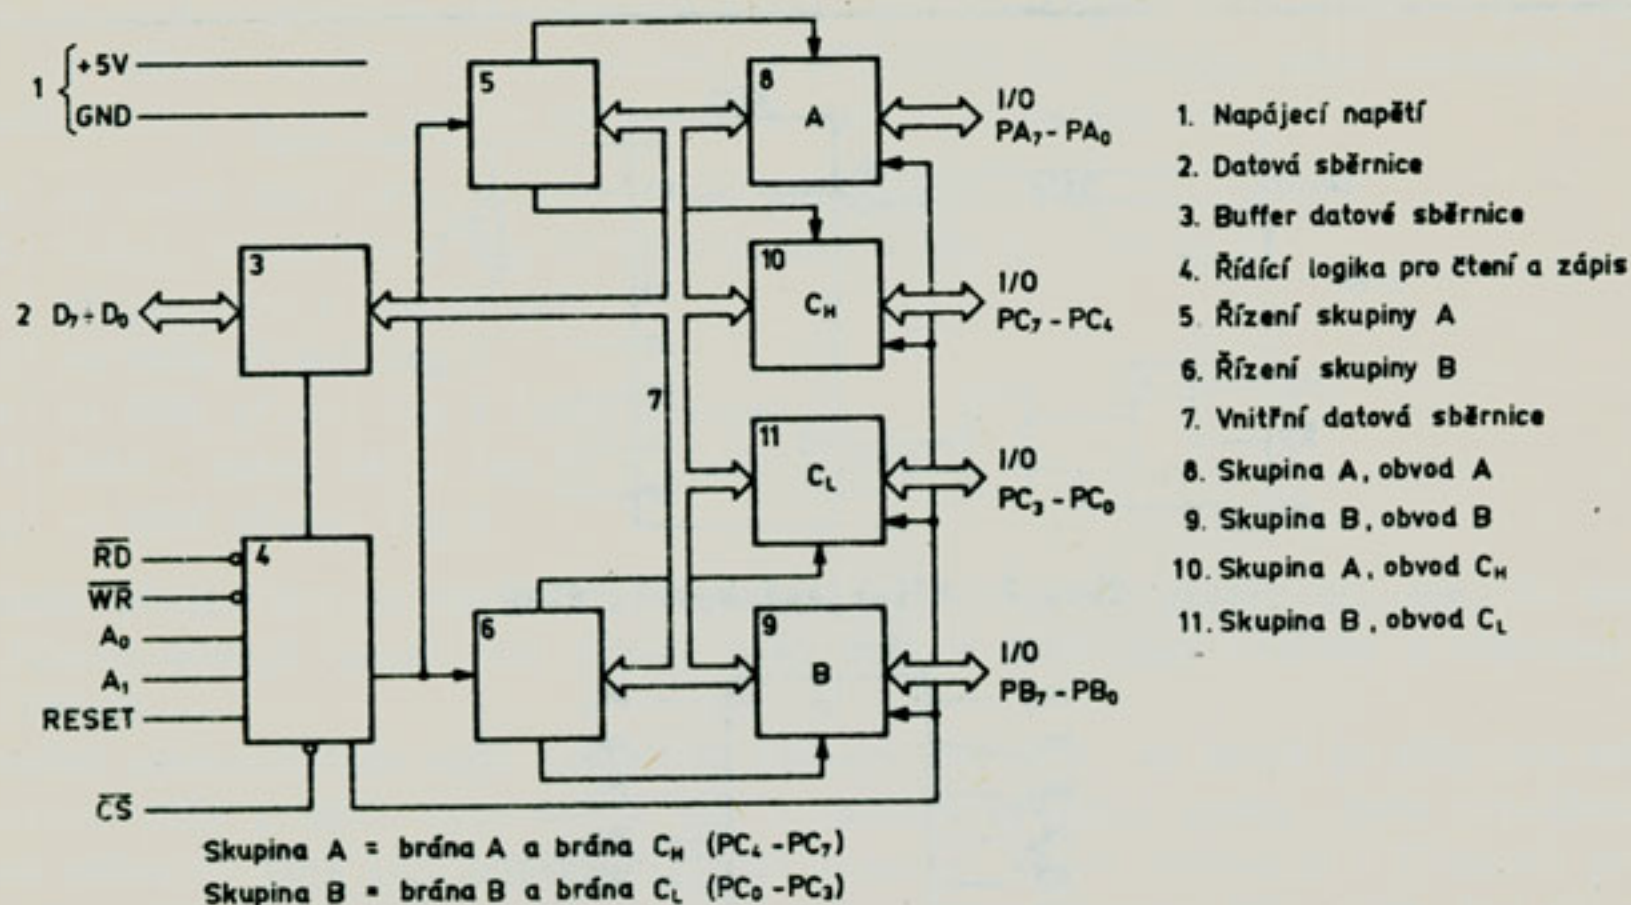 1 +5V
GND
5
8
A
I/O
PA₇ - PA₀
3
2 D₇ ÷ D₀
10
C_H
I/O
PC₇ - PC₄
7
11
C_L
I/O
PC₃ - PC₀
4
R̅D̅
W̅R̅
A₀
A₁
RESET
C̅S̅
6
9
B
I/O
PB₇ - PB₀
1. Napájecí napětí
2. Datová sběrnice
3. Buffer datové sběrnice
4. Řídící logika pro čtení a zápis
5. Řízení skupiny A
6. Řízení skupiny B
7. Vnitřní datová sběrnice
8. Skupina A, obvod A
9. Skupina B, obvod B
10. Skupina A, obvod C_H
11. Skupina B, obvod C_L
Skupina A = brána A a brána C_H (PC₄ - PC₇)
Skupina B = brána B a brána C_L (PC₀ - PC₃)